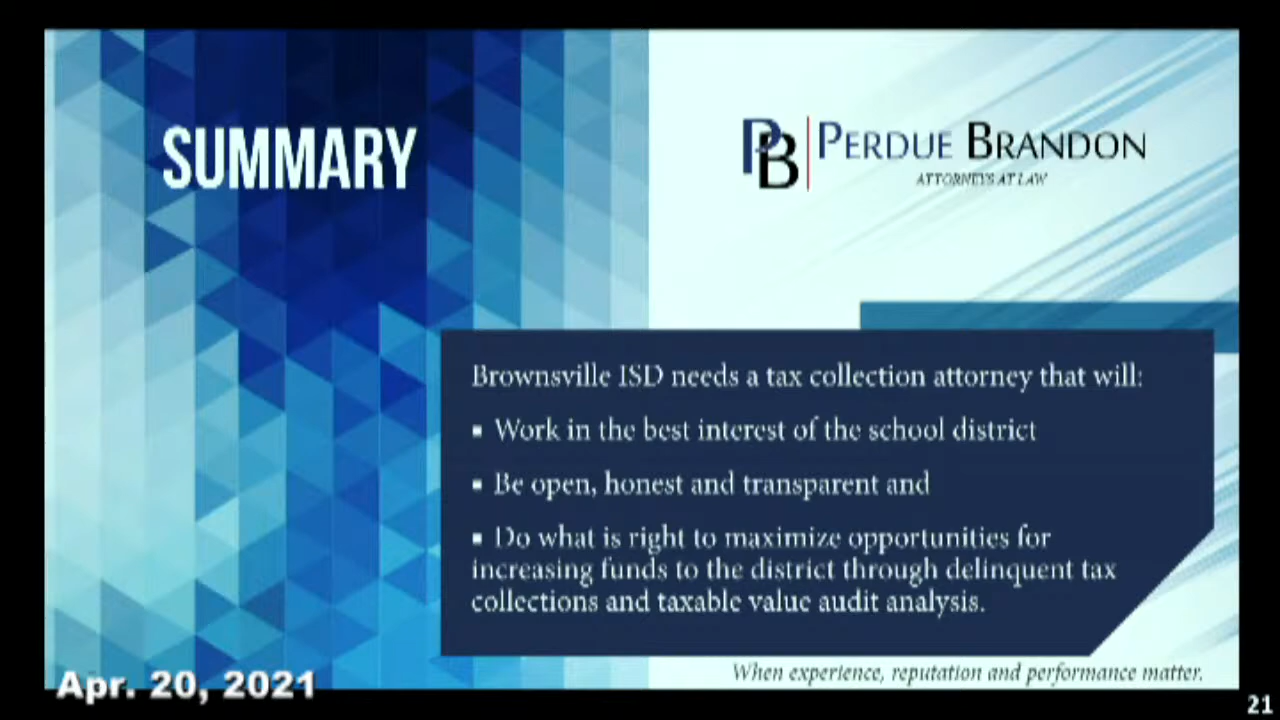 SUMMARY
PB
PERDUE BRANDON
ATTORNEYS AT LAW
Brownsville ISD needs a tax collection attorney that will:
▪ Work in the best interest of the school district
▪ Be open, honest and transparent and
▪ Do what is right to maximize opportunities for
increasing funds to the district through delinquent tax
collections and taxable value audit analysis.
When experience, reputation and performance matter.
Apr. 20, 2021
21